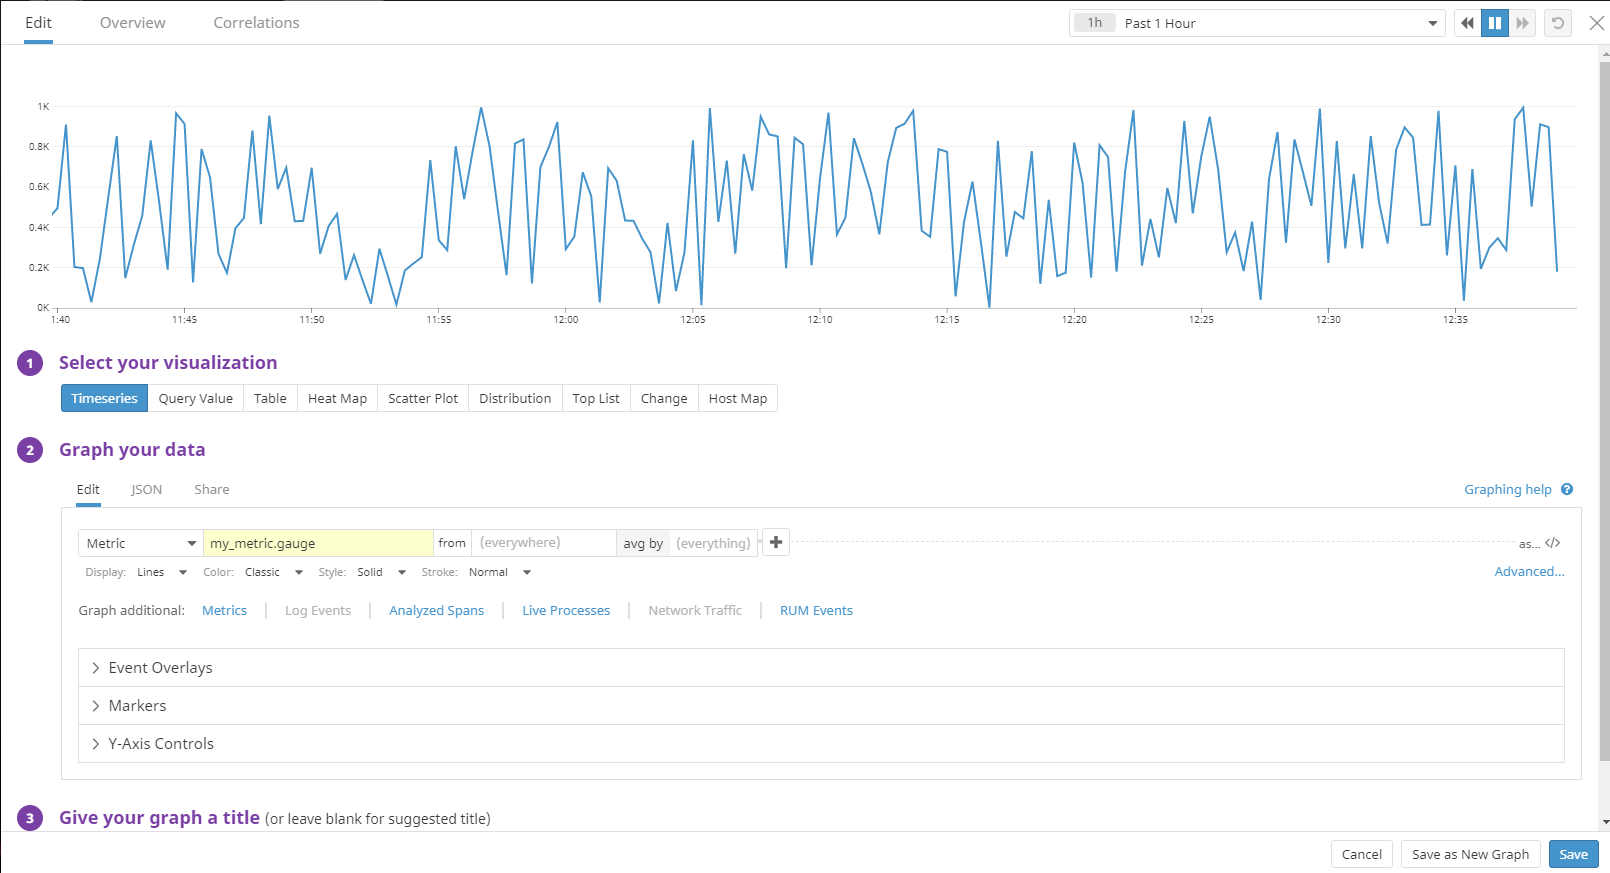 Edit Overview Correlations 1h Past 1 Hour
1K
0.8K
0.6K
0.4K
0.2K
0K
1:40 11:45 11:50 11:55 12:00 12:05 12:10 12:15 12:20 12:25 12:30 12:35
1 Select your visualization
Timeseries Query Value Table Heat Map Scatter Plot Distribution Top List Change Host Map
2 Graph your data
Edit JSON Share Graphing help ?
Metric my_metric.gauge from (everywhere) avg by (everything) + as... </>
Display: Lines Color: Classic Style: Solid Stroke: Normal Advanced...
Graph additional: Metrics | Log Events | Analyzed Spans | Live Processes | Network Traffic | RUM Events
Event Overlays
Markers
Y-Axis Controls
3 Give your graph a title (or leave blank for suggested title)
Cancel Save as New Graph Save